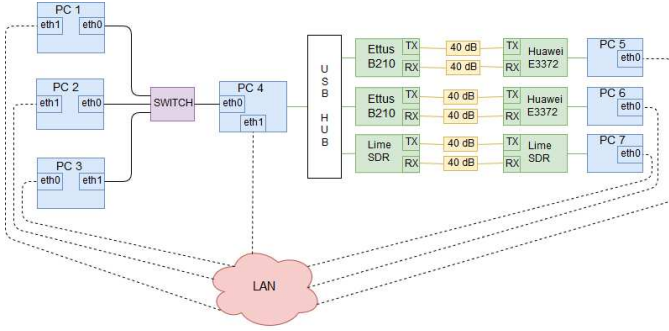 PC 1
eth1 eth0
PC 2
eth1 eth0
PC 3
eth0 eth1
SWITCH
PC 4
eth0
eth1
USB HUB
Ettus
B210
TX
RX
40 dB
40 dB
TX
RX
Huawei
E3372
PC 5
eth0
Ettus
B210
TX
RX
40 dB
40 dB
TX
RX
Huawei
E3372
PC 6
eth0
Lime
SDR
TX
RX
40 dB
40 dB
TX
RX
Lime
SDR
PC 7
eth0
LAN